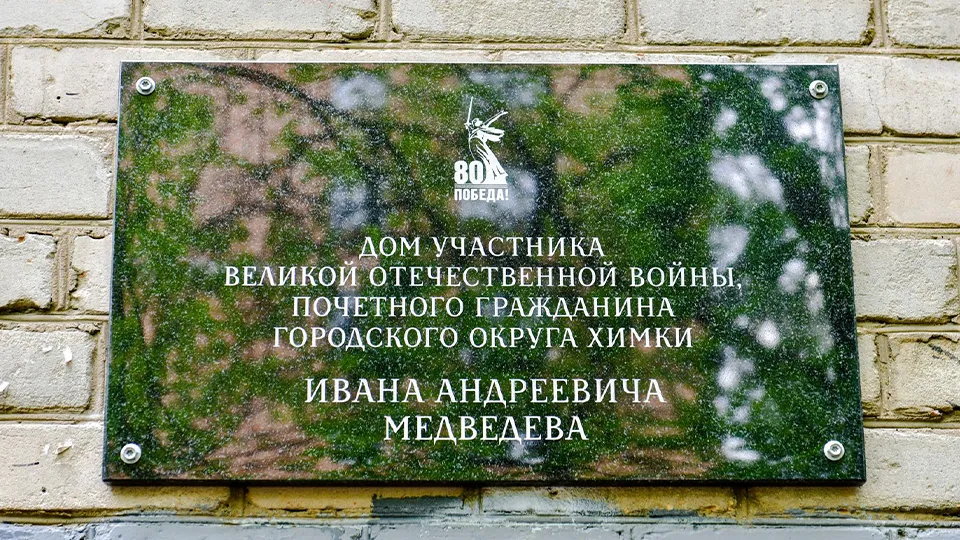 80
ПОБЕДА!
ДОМ УЧАСТНИКА
ВЕЛИКОЙ ОТЕЧЕСТВЕННОЙ ВОЙНЫ,
ПОЧЕТНОГО ГРАЖДАНИНА
ГОРОДСКОГО ОКРУГА ХИМКИ
ИВАНА АНДРЕЕВИЧА
МЕДВЕДЕВА